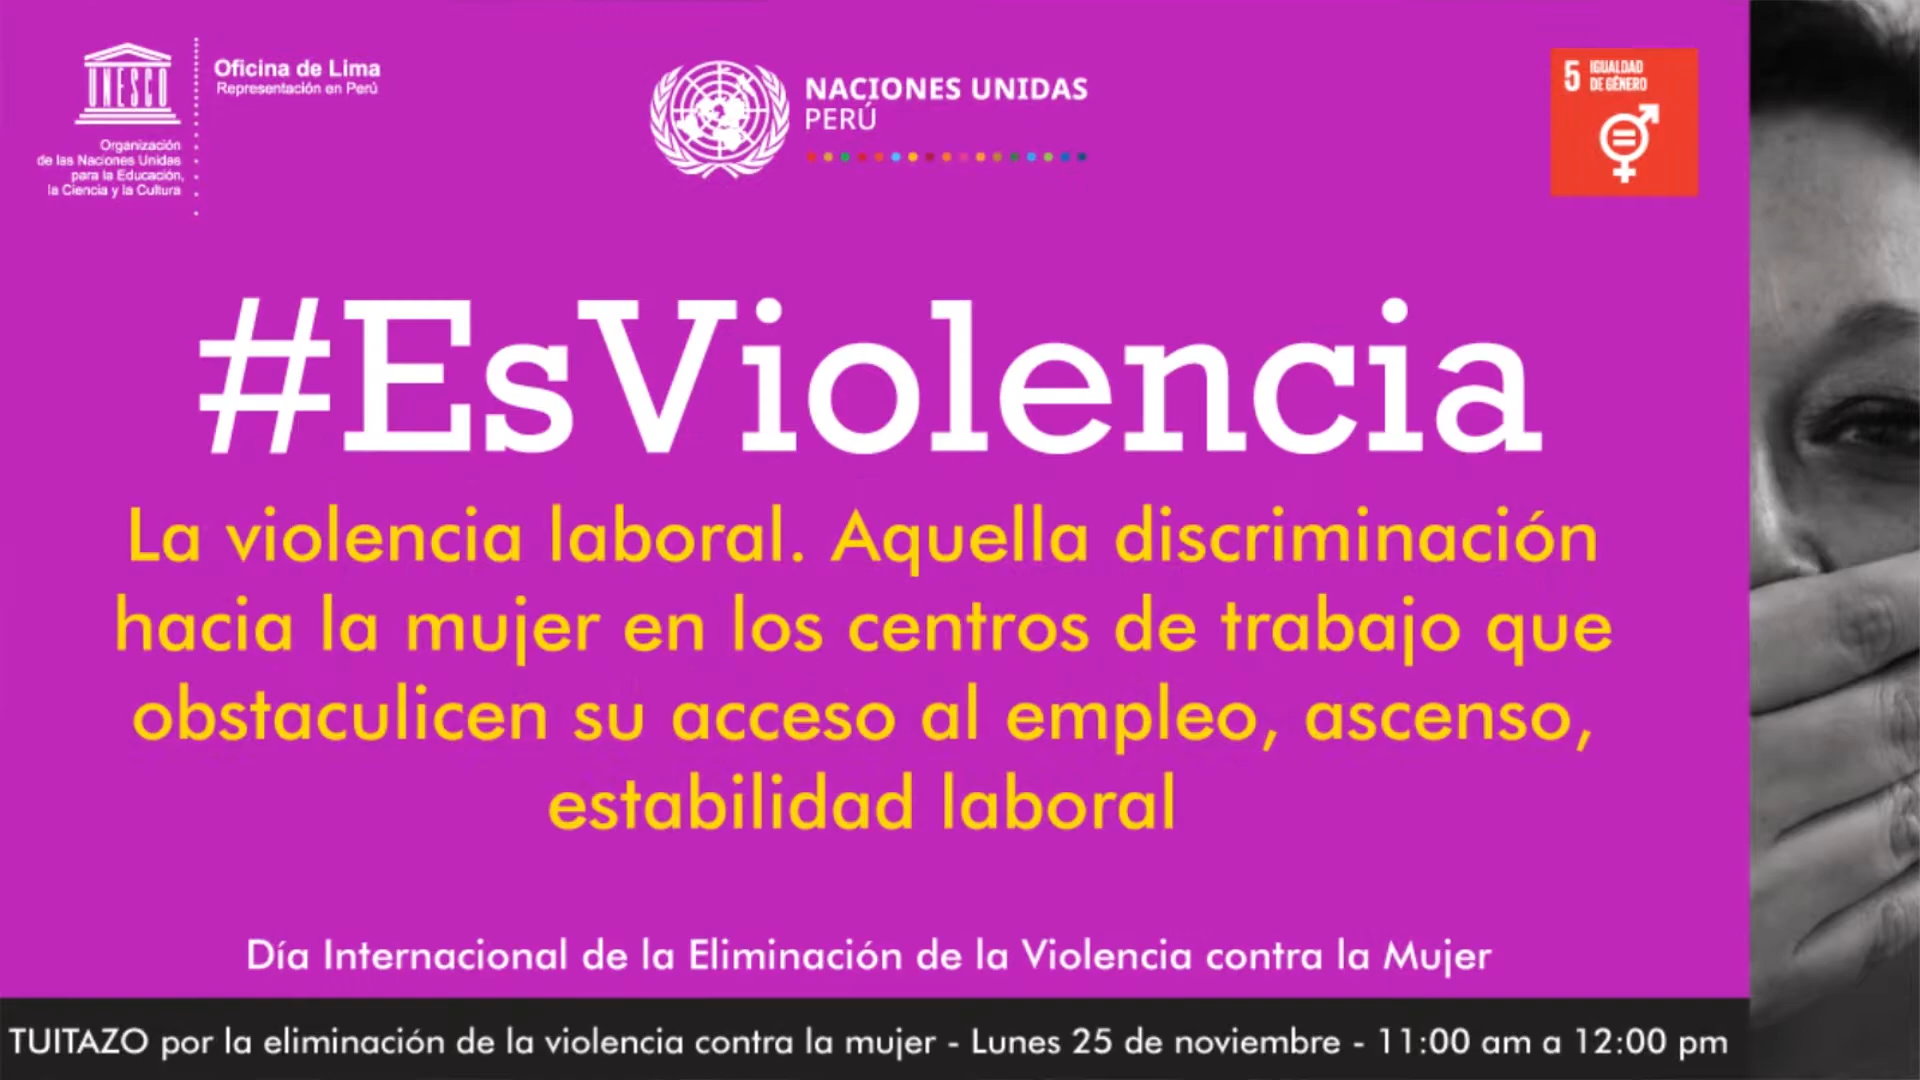 UNESCO
Oficina de Lima
Representación en Perú
Organización
de las Naciones Unidas
para la Educación,
la Ciencia y la Cultura
NACIONES UNIDAS
PERÚ
5 IGUALDAD
DE GÉNERO
#EsViolencia
La violencia laboral. Aquella discriminación
hacia la mujer en los centros de trabajo que
obstaculicen su acceso al empleo, ascenso,
estabilidad laboral
Día Internacional de la Eliminación de la Violencia contra la Mujer
TUITAZO por la eliminación de la violencia contra la mujer - Lunes 25 de noviembre - 11:00 am a 12:00 pm